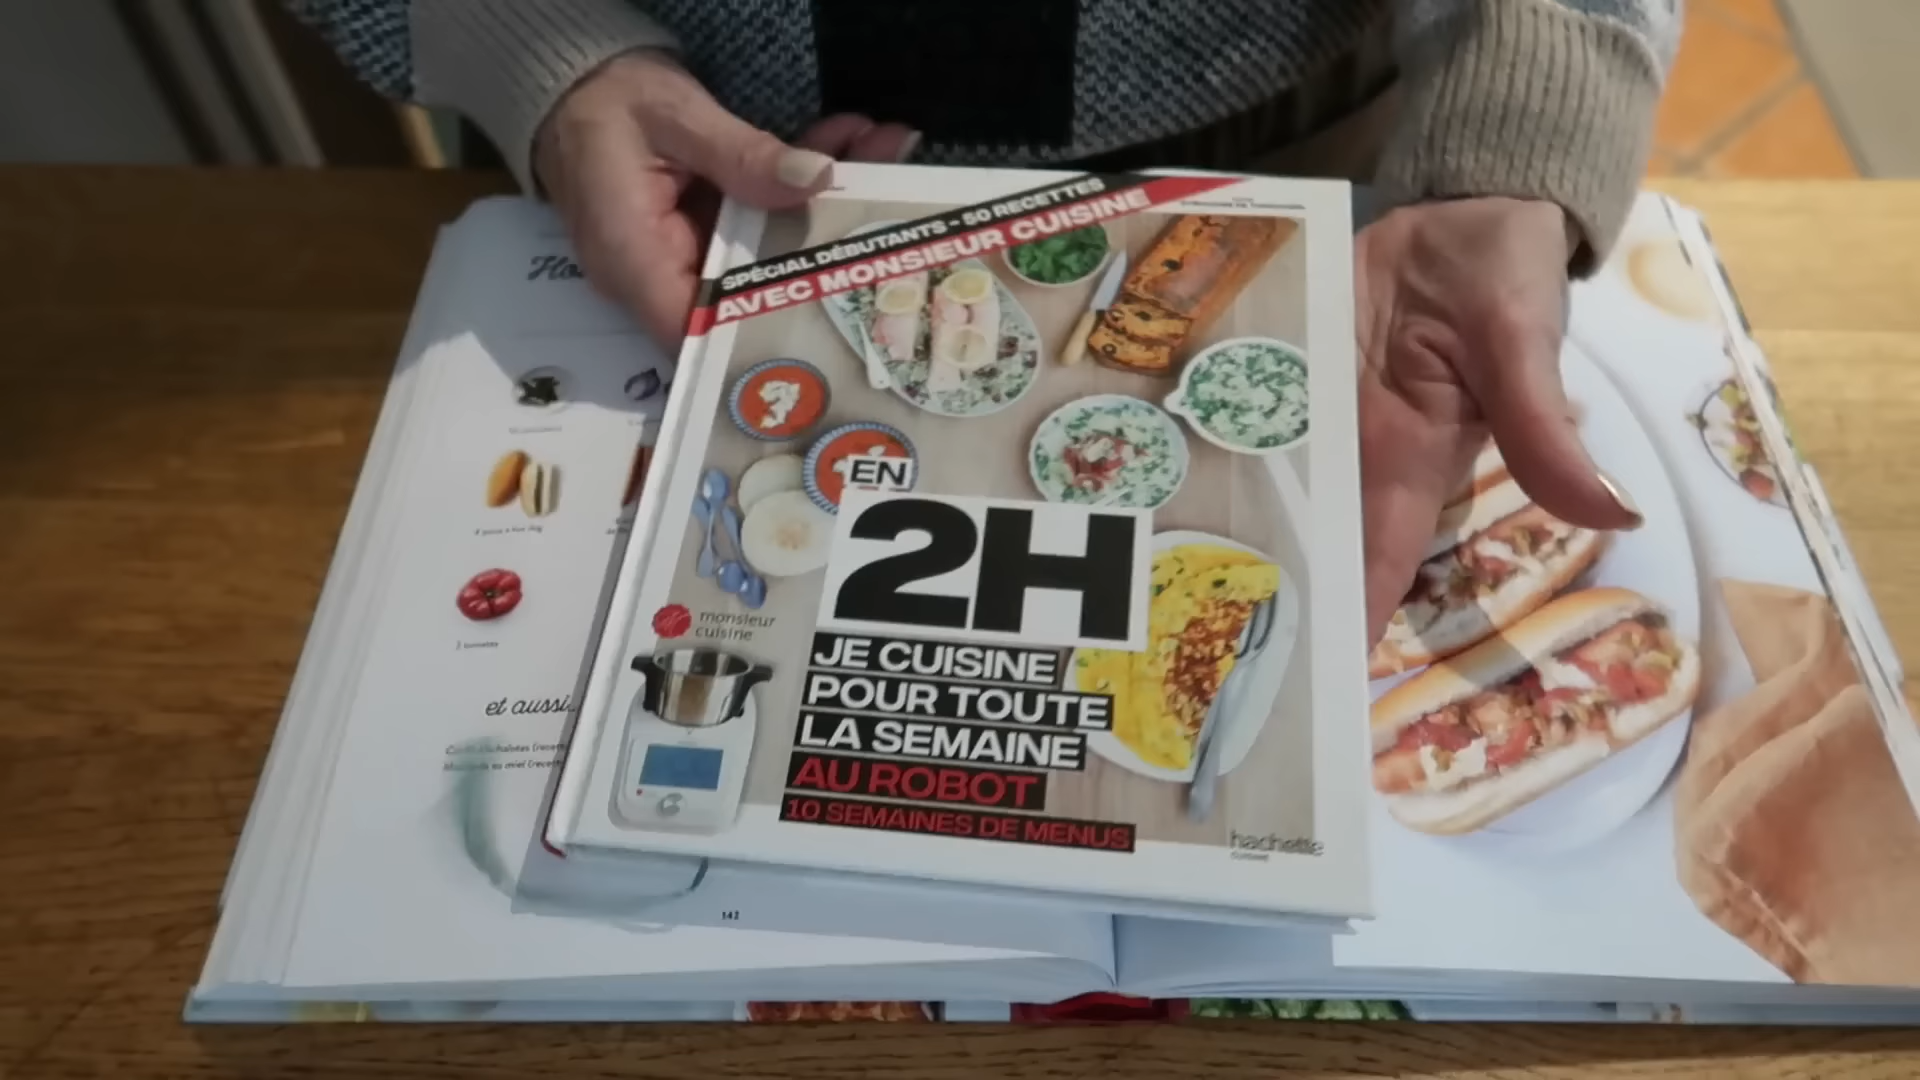 SPÉCIAL DÉBUTANTS - 50 RECETTES
AVEC MONSIEUR CUISINE
EN
2H
JE CUISINE
POUR TOUTE
LA SEMAINE
AU ROBOT
10 SEMAINES DE MENUS
monsieur
cuisine
hachette
CUISINE
et aussi...
142